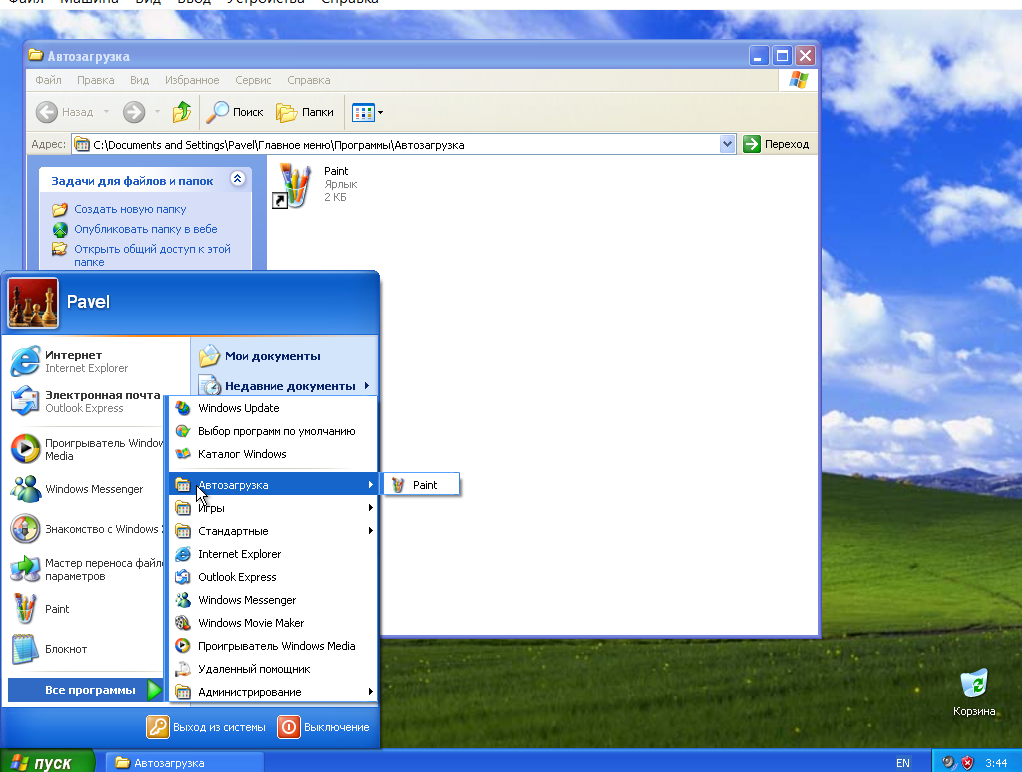 Файл Машина Вид Ввод Устройства Справка
Автозагрузка
Файл Правка Вид Избранное Сервис Справка
Назад Поиск Папки
Адрес: C:\Documents and Settings\Pavel\Главное меню\Программы\Автозагрузка Переход
Задачи для файлов и папок
Создать новую папку
Опубликовать папку в вебе
Открыть общий доступ к этой
папке
Paint
Ярлык
2 КБ
Pavel
Интернет
Internet Explorer
Электронная почта
Outlook Express
Проигрыватель Window
Media
Windows Messenger
Знакомство с Windows
Мастер переноса файл
параметров
Paint
Блокнот
Все программы
Мои документы
Недавние документы
Windows Update
Выбор программ по умолчанию
Каталог Windows
Автозагрузка
Игры
Стандартные
Internet Explorer
Outlook Express
Windows Messenger
Windows Movie Maker
Проигрыватель Windows Media
Удаленный помощник
Администрирование
Paint
Выход из системы Выключение
Корзина
пуск Автозагрузка EN 3:44